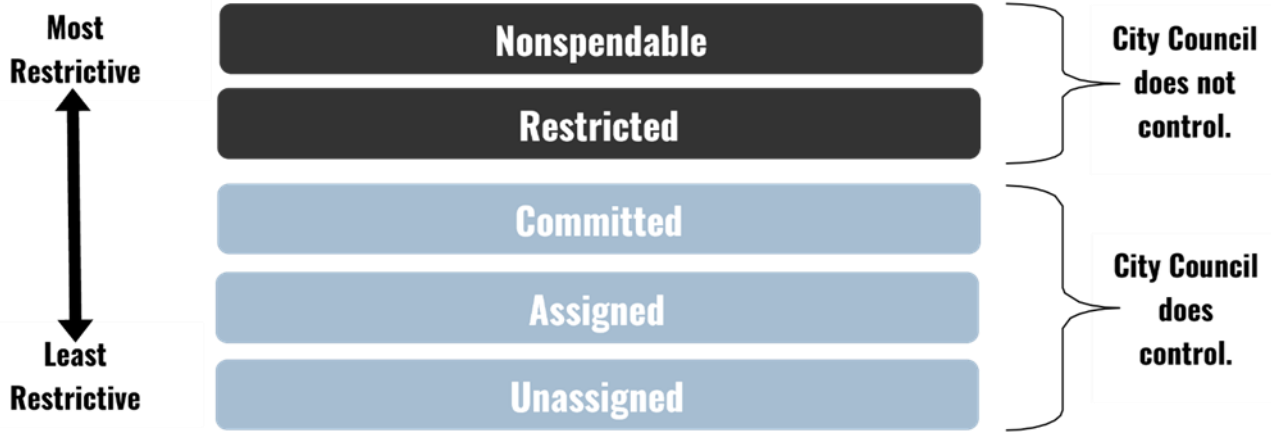 Most
Restrictive
Nonspendable
Restricted
City Council
does not
control.
Committed
Assigned
Unassigned
City Council
does
control.
Least
Restrictive